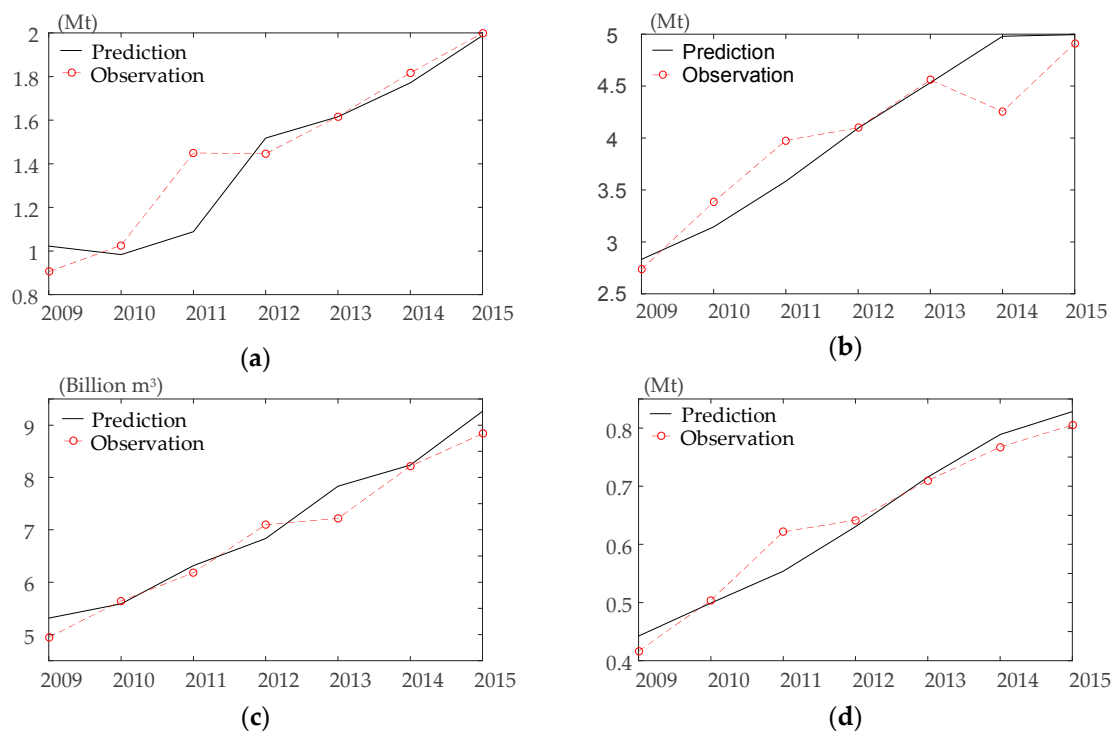 (Mt)
2
1.8
1.6
1.4
1.2
1
0.8
Prediction
Observation
2009 2010 2011 2012 2013 2014 2015
(a)
(Mt)
5
4.5
4
3.5
3
2.5
Prediction
Observation
2009 2010 2011 2012 2013 2014 2015
(b)
(Billion m³)
9
8
7
6
5
Prediction
Observation
2009 2010 2011 2012 2013 2014 2015
(c)
(Mt)
0.8
0.7
0.6
0.5
0.4
Prediction
Observation
2009 2010 2011 2012 2013 2014 2015
(d)